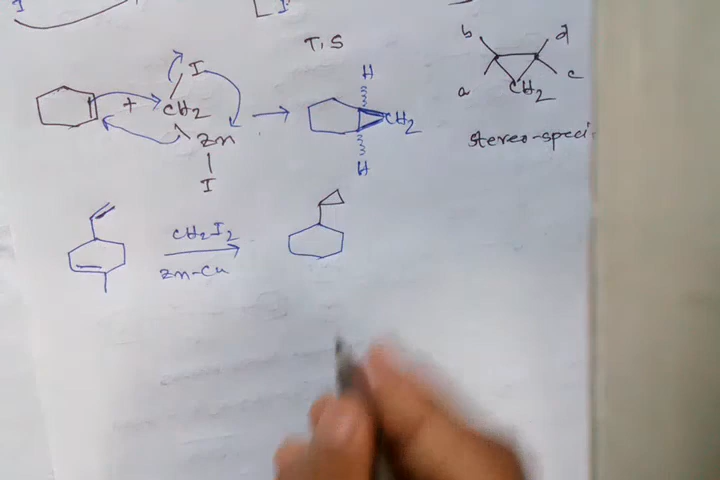 I
I
T.S
b
d
a
c
CH2
I
+
CH2
Zn
I
H
CH2
H
stereo-speci
CH2I2
Zn-Cu